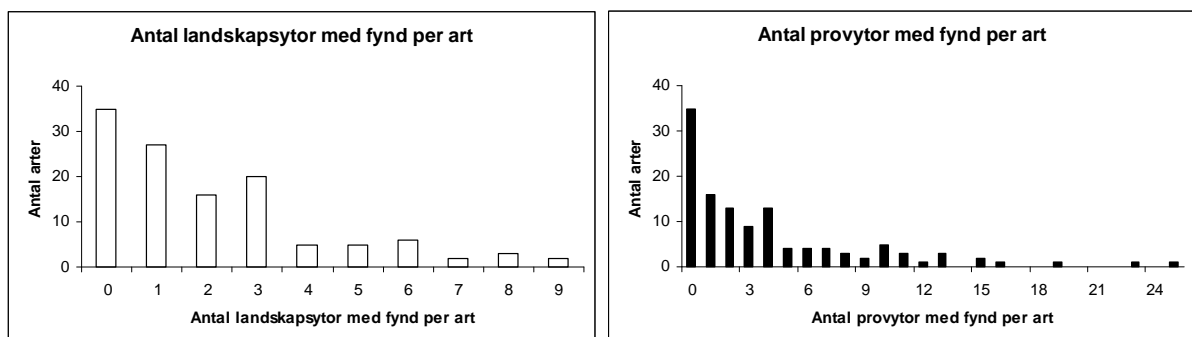 Antal landskapsytor med fynd per art
40
30
20
10
0
Antal arter
0 1 2 3 4 5 6 7 8 9
Antal landskapsytor med fynd per art
Antal provytor med fynd per art
40
30
20
10
0
Antal arter
0 3 6 9 12 15 18 21 24
Antal provytor med fynd per art